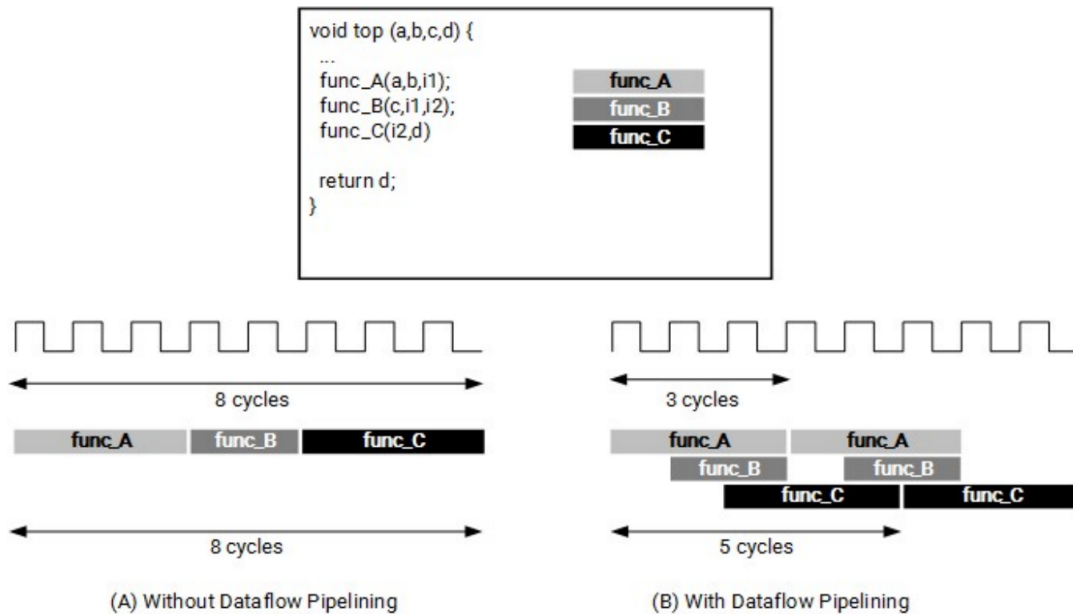 void top (a,b,c,d) {
...
func_A(a,b,i1);
func_B(c,i1,i2);
func_C(i2,d)
return d;
}
func_A
func_B
func_C
8 cycles
func_A func_B func_C
8 cycles
(A) Without Dataflow Pipelining
3 cycles
func_A func_A
func_B func_B
func_C func_C
5 cycles
(B) With Dataflow Pipelining